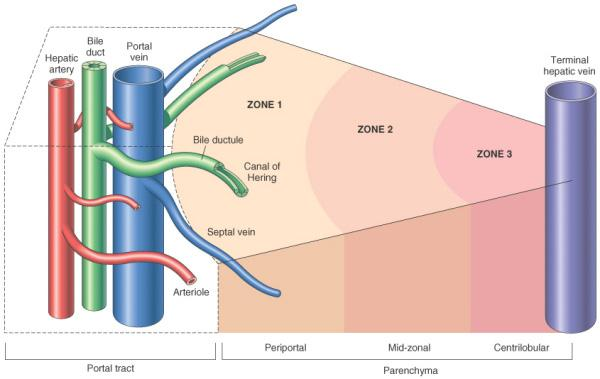 Hepatic
artery
Bile
duct
Portal
vein
Terminal
hepatic vein
ZONE 1
ZONE 2
ZONE 3
Bile ductule
Canal of
Hering
Septal vein
Arteriole
Periportal
Mid-zonal
Centrilobular
Portal tract
Parenchyma